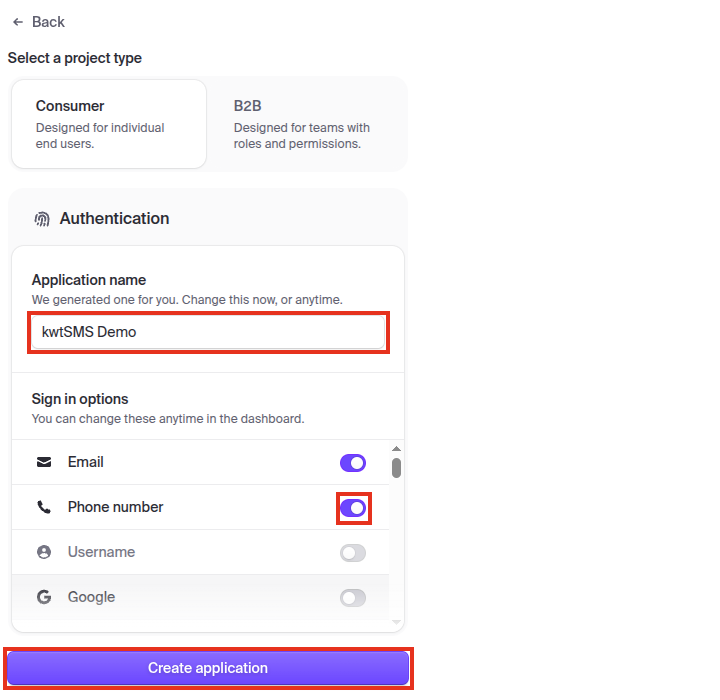 Back
Select a project type
Consumer
Designed for individual
end users.
B2B
Designed for teams with
roles and permissions.
Authentication
Application name
We generated one for you. Change this now, or anytime.
kwtSMS Demo
Sign in options
You can change these anytime in the dashboard.
Email
Phone number
Username
Google
Create application